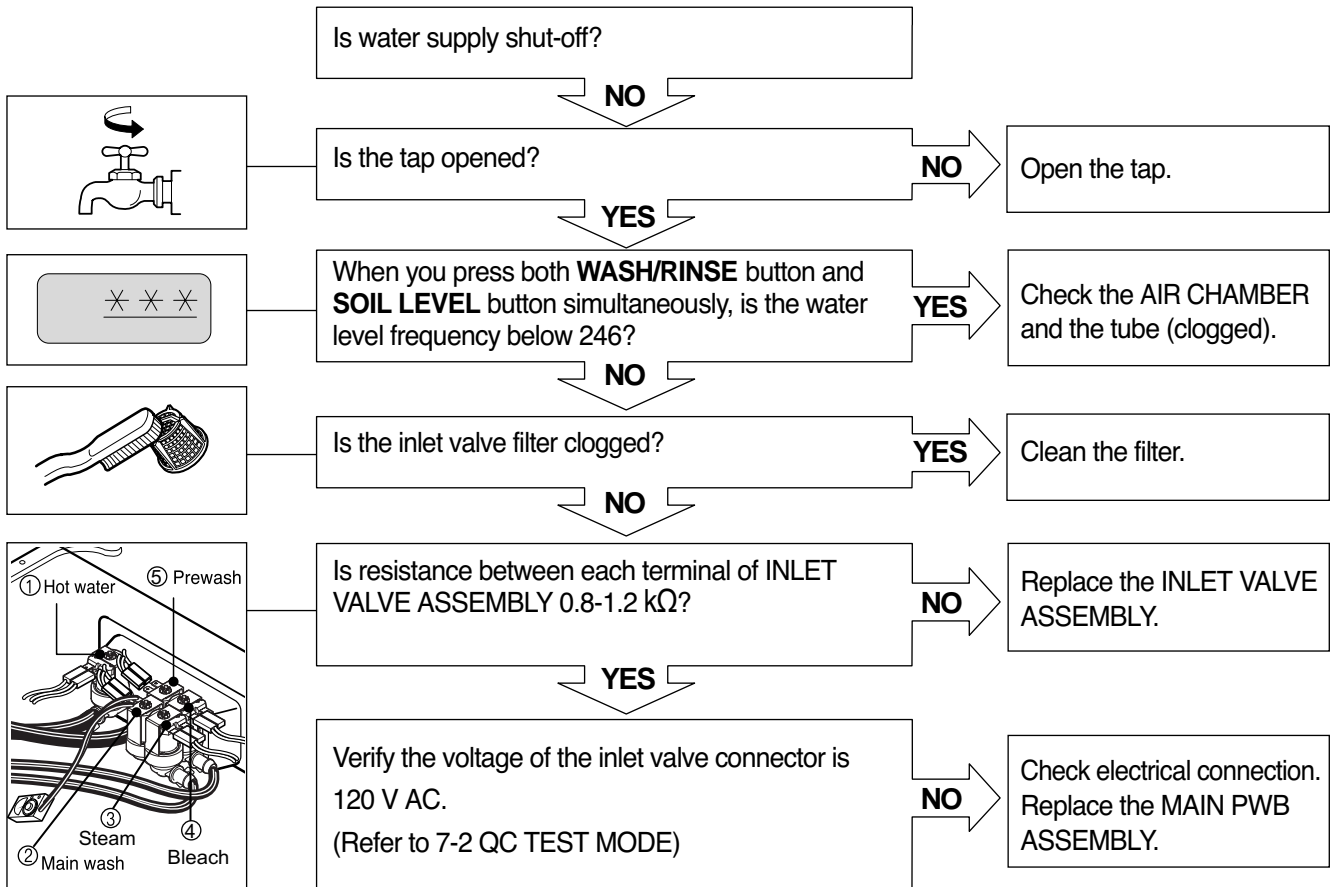 Is water supply shut-off?
NO
Is the tap opened?
NO
Open the tap.
YES
When you press both WASH/RINSE button and
SOIL LEVEL button simultaneously, is the water
level frequency below 246?
YES
Check the AIR CHAMBER
and the tube (clogged).
NO
Is the inlet valve filter clogged?
YES
Clean the filter.
NO
① Hot water
⑤ Prewash
③
Steam
④
Bleach
② Main wash
Is resistance between each terminal of INLET
VALVE ASSEMBLY 0.8-1.2 kΩ?
NO
Replace the INLET VALVE
ASSEMBLY.
YES
Verify the voltage of the inlet valve connector is
120 V AC.
(Refer to 7-2 QC TEST MODE)
NO
Check electrical connection.
Replace the MAIN PWB
ASSEMBLY.